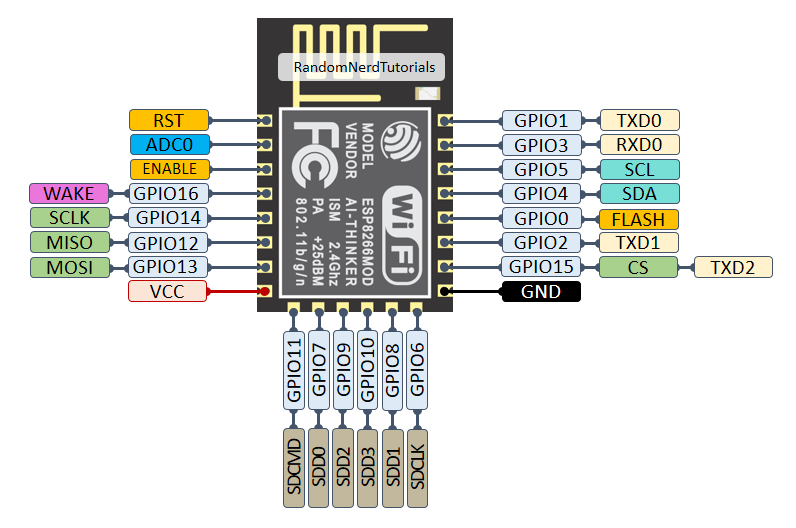 RandomNerdTutorials
RST
ADC0
ENABLE
WAKE GPIO16
SCLK GPIO14
MISO GPIO12
MOSI GPIO13
VCC
MODEL ESP8266MOD
VENDOR AI-THINKER
ISM 2.4Ghz
PA +25dBM
802.11b/g/n
FC
WiFi
GPIO1 TXD0
GPIO3 RXD0
GPIO5 SCL
GPIO4 SDA
GPIO0 FLASH
GPIO2 TXD1
GPIO15 CS TXD2
GND
GPIO11 SDCMD
GPIO7 SDD0
GPIO9 SDD2
GPIO10 SDD3
GPIO8 SDD1
GPIO6 SDCLK